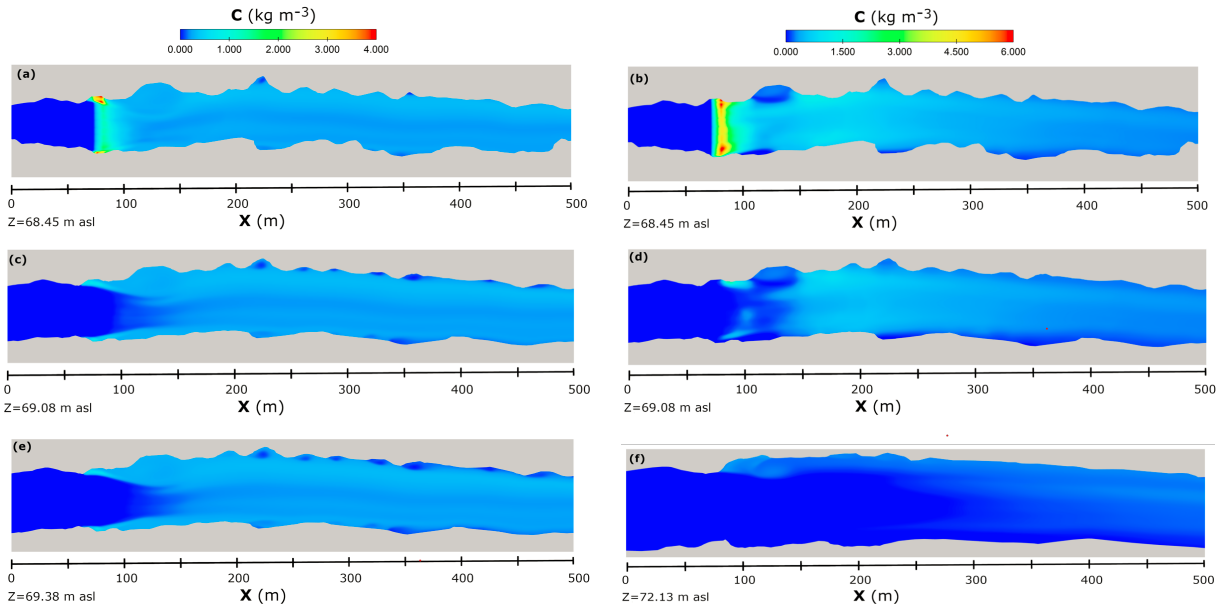 C (kg m-3)
0.000 1.000 2.000 3.000 4.000
C (kg m-3)
0.000 1.500 3.000 4.500 6.000
(a)
0 100 200 300 400 500
Z=68.45 m asl
X (m)
(b)
0 100 200 300 400 500
Z=68.45 m asl
X (m)
(c)
0 100 200 300 400 500
Z=69.08 m asl
X (m)
(d)
0 100 200 300 400 500
Z=69.08 m asl
X (m)
(e)
0 100 200 300 400 500
Z=69.38 m asl
X (m)
(f)
0 100 200 300 400 500
Z=72.13 m asl
X (m)